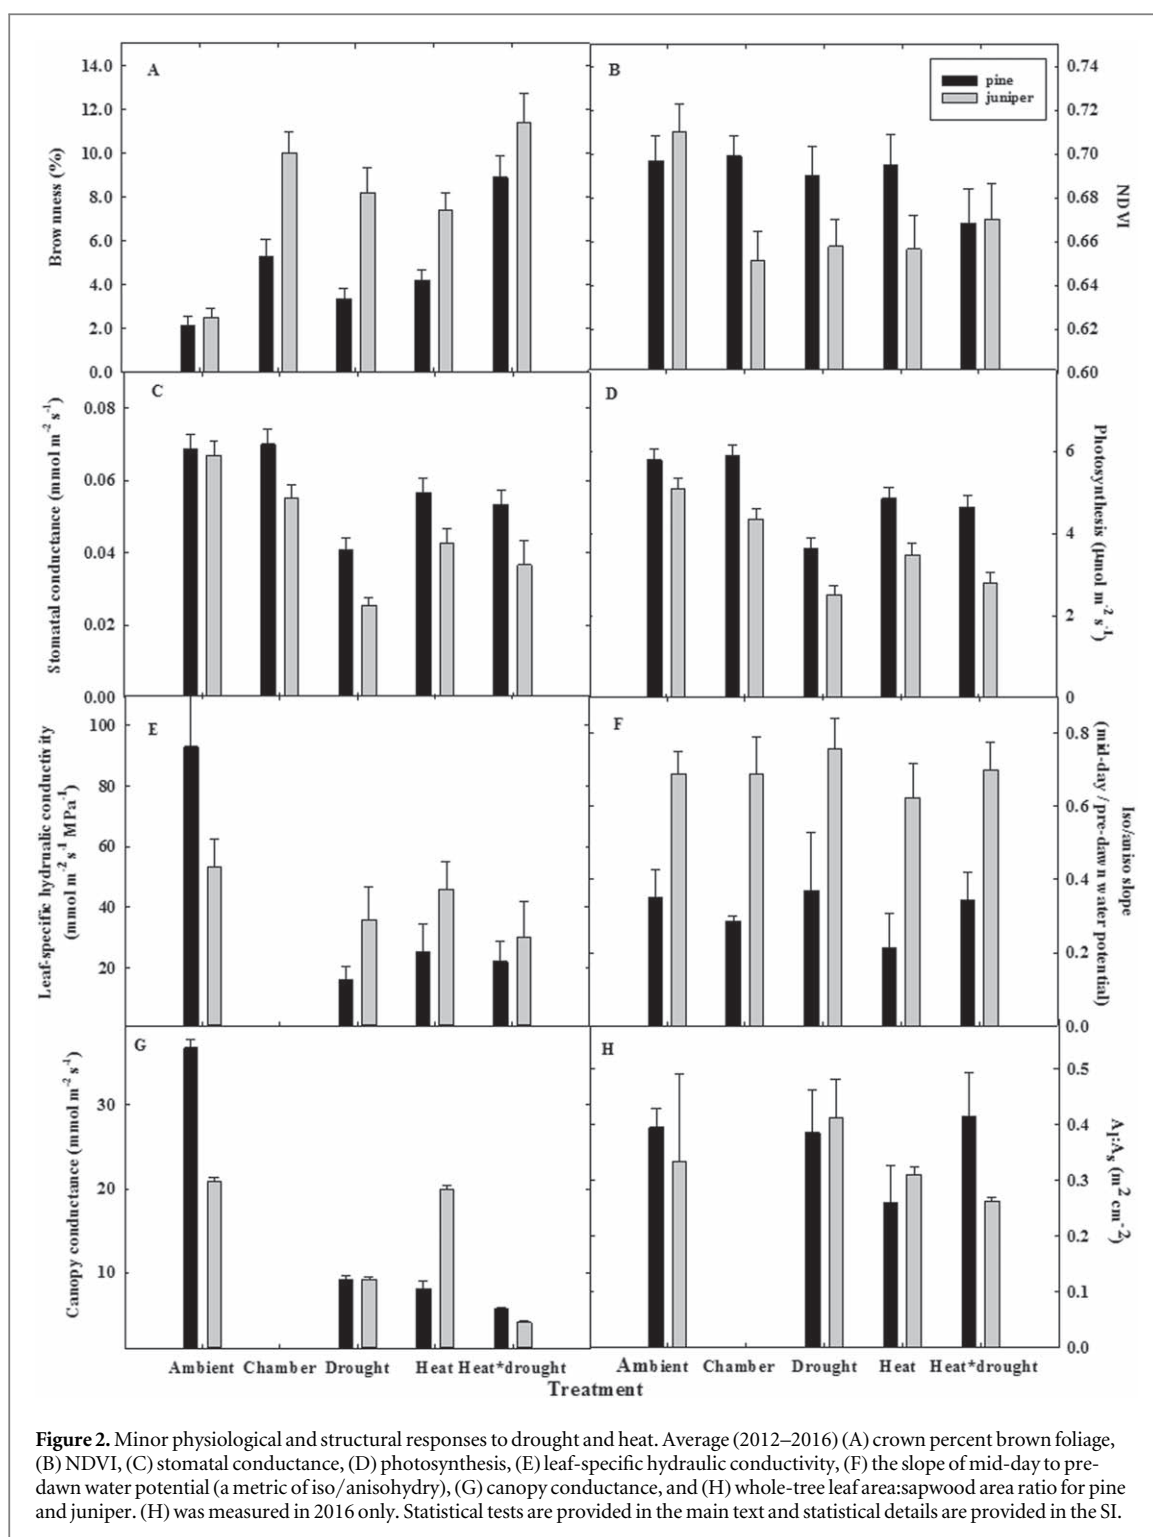 A
14.0
12.0
10.0
8.0
6.0
4.0
2.0
0.0
Brownness (%)
B
pine
juniper
0.74
0.72
0.70
0.68
0.66
0.64
0.62
0.60
NDVI
C
0.08
0.06
0.04
0.02
0.00
Stomatal conductance (mmol m⁻² s⁻¹)
D
6
4
2
0
Photosynthesis (µmol m⁻² s⁻¹)
E
100
80
60
40
20
Leaf-specific hydrualic conductivity
(mmol m⁻² s⁻¹ MPa⁻¹)
F
0.8
0.6
0.4
0.2
0.0
Iso/aniso slope
(mid-day / pre-dawn water potential)
G
30
20
10
Canopy conductance (mmol m⁻² s⁻¹)
H
0.5
0.4
0.3
0.2
0.1
0.0
A_l:A_s (m² cm⁻²)
Ambient Chamber Drought Heat Heat*drought
Ambient Chamber Drought Heat Heat*drought
Treatment
Figure 2. Minor physiological and structural responses to drought and heat. Average (2012–2016) (A) crown percent brown foliage,
(B) NDVI, (C) stomatal conductance, (D) photosynthesis, (E) leaf-specific hydraulic conductivity, (F) the slope of mid-day to pre-
dawn water potential (a metric of iso/anisohydry), (G) canopy conductance, and (H) whole-tree leaf area:sapwood area ratio for pine
and juniper. (H) was measured in 2016 only. Statistical tests are provided in the main text and statistical details are provided in the SI.